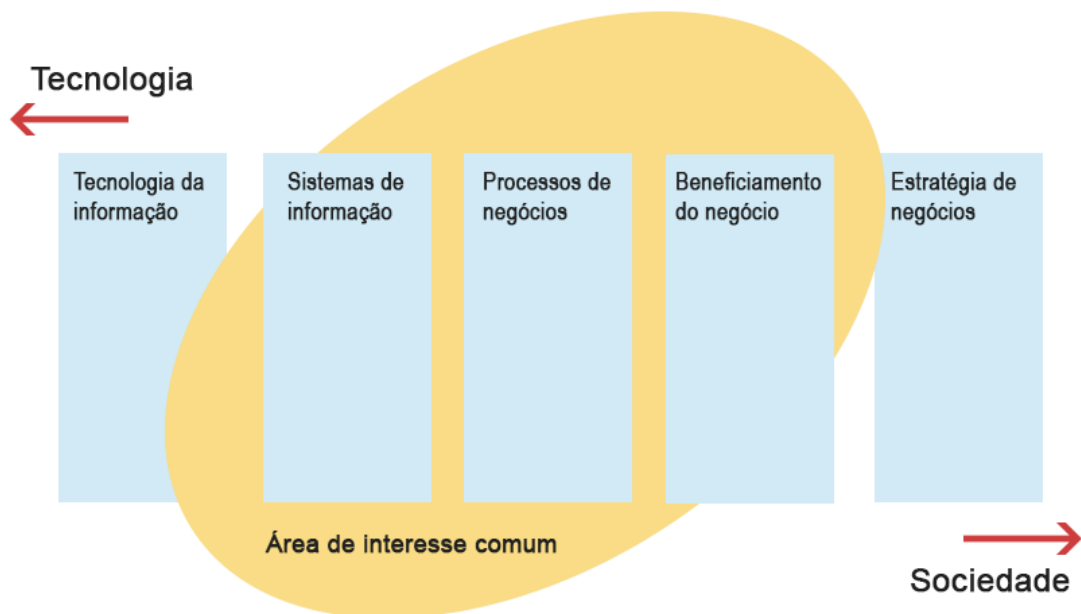 Tecnologia
Tecnologia da
informação
Sistemas de
informação
Processos de
negócios
Beneficiamento
do negócio
Estratégia de
negócios
Área de interesse comum
Sociedade